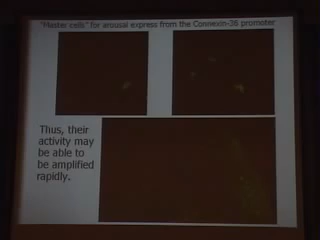 "Master cells" for arousal express from the Connexin-36 promoter
Thus, their
activity may
be able to
be amplified
rapidly.